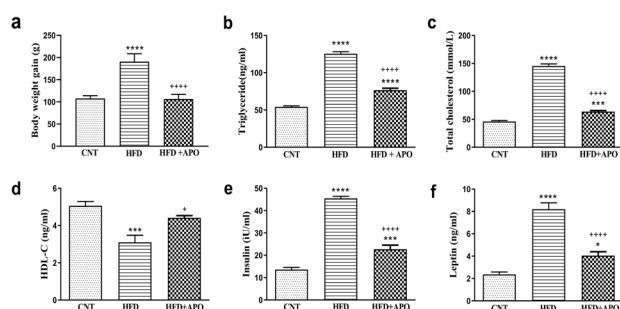 a
Body weight gain (g)
250
200
150
100
50
0
****
++++
CNT
HFD
HFD +APO
b
Triglyceride(ng/ml)
150
100
50
0
****
++++
****
CNT
HFD
HFD + APO
c
Total cholesterol (mmol/L)
200
150
100
50
0
****
++++
***
CNT
HFD
HFD+APO
d
HDL-C (ng/ml)
6
4
2
0
***
+
CNT
HFD
HFD+APO
e
Insulin (iU/ml)
50
40
30
20
10
0
****
++++
***
CNT
HFD
HFD+APO
f
Leptin (ng/ml)
10
8
6
4
2
0
****
++++
*
CNT
HFD
HFD+APO